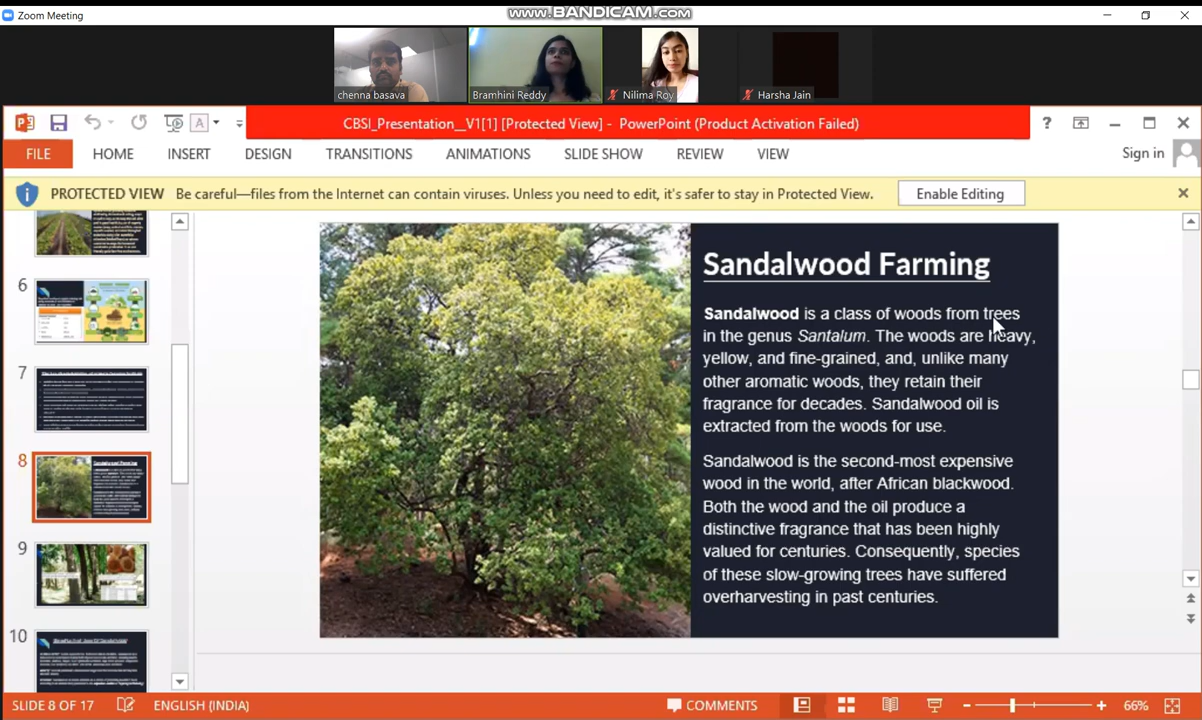 Zoom Meeting
WWW.BANDICAM.COM
chenna basava
Bramhini Reddy
Nilima Roy
Harsha Jain
CBSI_Presentation__V1[1] [Protected View] - PowerPoint (Product Activation Failed)
FILE HOME INSERT DESIGN TRANSITIONS ANIMATIONS SLIDE SHOW REVIEW VIEW Sign in
PROTECTED VIEW Be careful—files from the Internet can contain viruses. Unless you need to edit, it's safer to stay in Protected View. Enable Editing
6
7
8
9
10
Sandalwood Farming
Sandalwood is a class of woods from trees
in the genus Santalum. The woods are heavy,
yellow, and fine-grained, and, unlike many
other aromatic woods, they retain their
fragrance for decades. Sandalwood oil is
extracted from the woods for use.
Sandalwood is the second-most expensive
wood in the world, after African blackwood.
Both the wood and the oil produce a
distinctive fragrance that has been highly
valued for centuries. Consequently, species
of these slow-growing trees have suffered
overharvesting in past centuries.
SLIDE 8 OF 17 ENGLISH (INDIA) COMMENTS 66%